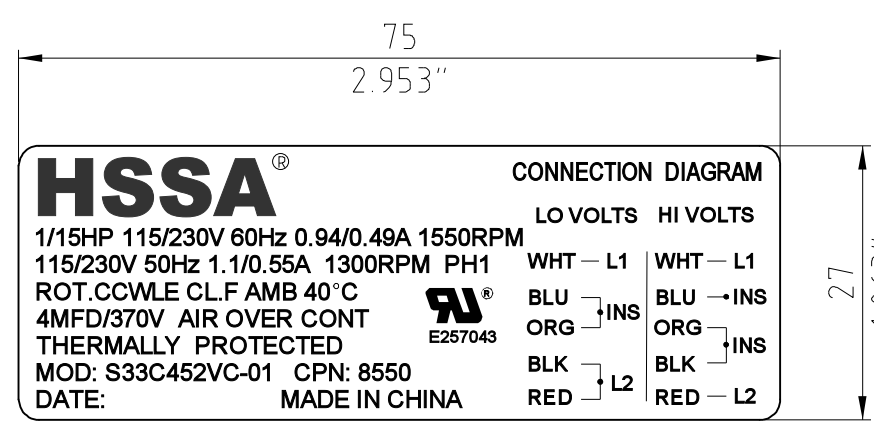 75
2.953"
HSSA®
1/15HP 115/230V 60Hz 0.94/0.49A 1550RPM
115/230V 50Hz 1.1/0.55A 1300RPM PH1
ROT.CCWLE CL.F AMB 40°C
4MFD/370V AIR OVER CONT
THERMALLY PROTECTED
MOD: S33C452VC-01 CPN: 8550
DATE: MADE IN CHINA
RU®
E257043
CONNECTION DIAGRAM
LO VOLTS HI VOLTS
WHT — L1
BLU
INS
ORG
BLK
L2
RED
WHT — L1
BLU — INS
ORG
INS
BLK
RED — L2
27